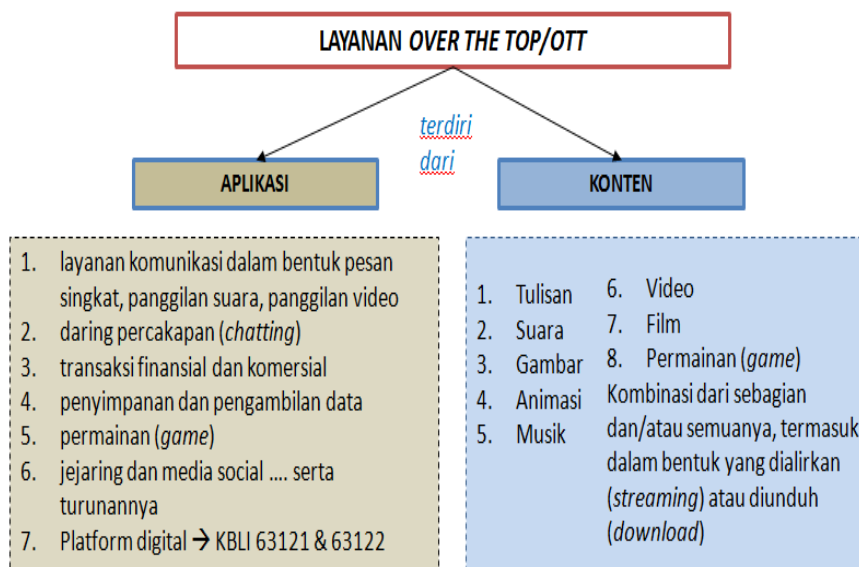 LAYANAN OVER THE TOP/OTT
terdiri
dari
APLIKASI
KONTEN
1. layanan komunikasi dalam bentuk pesan
singkat, panggilan suara, panggilan video
2. daring percakapan (chatting)
3. transaksi finansial dan komersial
4. penyimpanan dan pengambilan data
5. permainan (game)
6. jejaring dan media social .... serta
turunannya
7. Platform digital → KBLI 63121 & 63122
1. Tulisan
2. Suara
3. Gambar
4. Animasi
5. Musik
6. Video
7. Film
8. Permainan (game)
Kombinasi dari sebagian
dan/atau semuanya, termasuk
dalam bentuk yang dialirkan
(streaming) atau diunduh
(download)